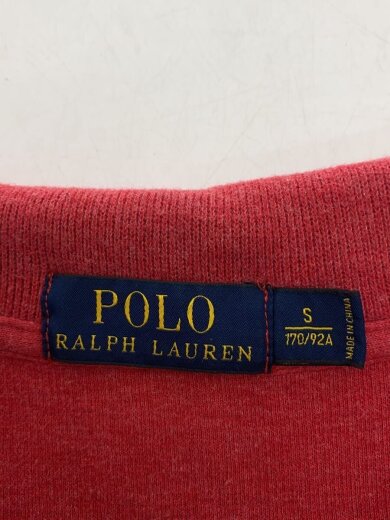 POLO
RALPH LAUREN
S
170/92A
MADE IN CHINA